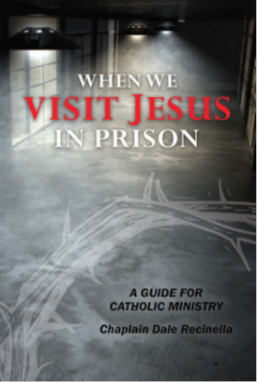 WHEN WE
VISIT JESUS
IN PRISON
A GUIDE FOR
CATHOLIC MINISTRY
Chaplain Dale Recinella